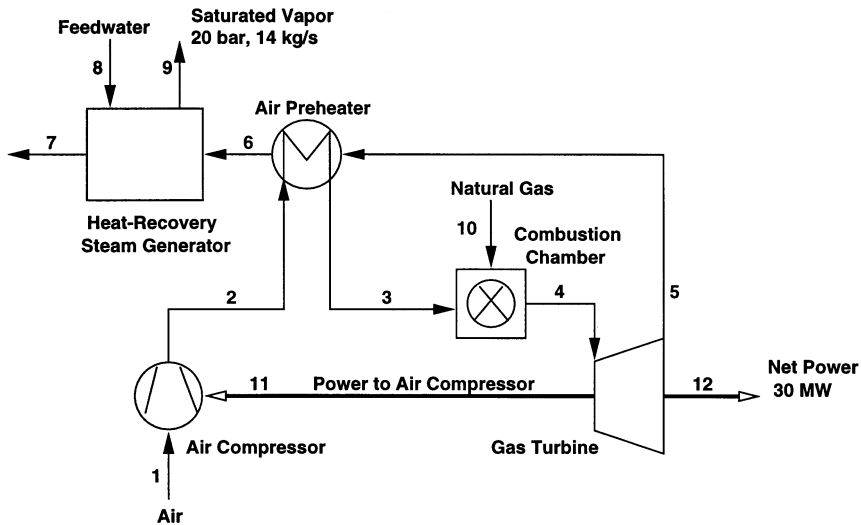 Saturated Vapor
20 bar, 14 kg/s
Feedwater
8
9
Air Preheater
7
6
Heat-Recovery
Steam Generator
Natural Gas
10
Combustion
Chamber
2
3
4
5
11
Power to Air Compressor
12
Net Power
30 MW
Air Compressor
Gas Turbine
1
Air